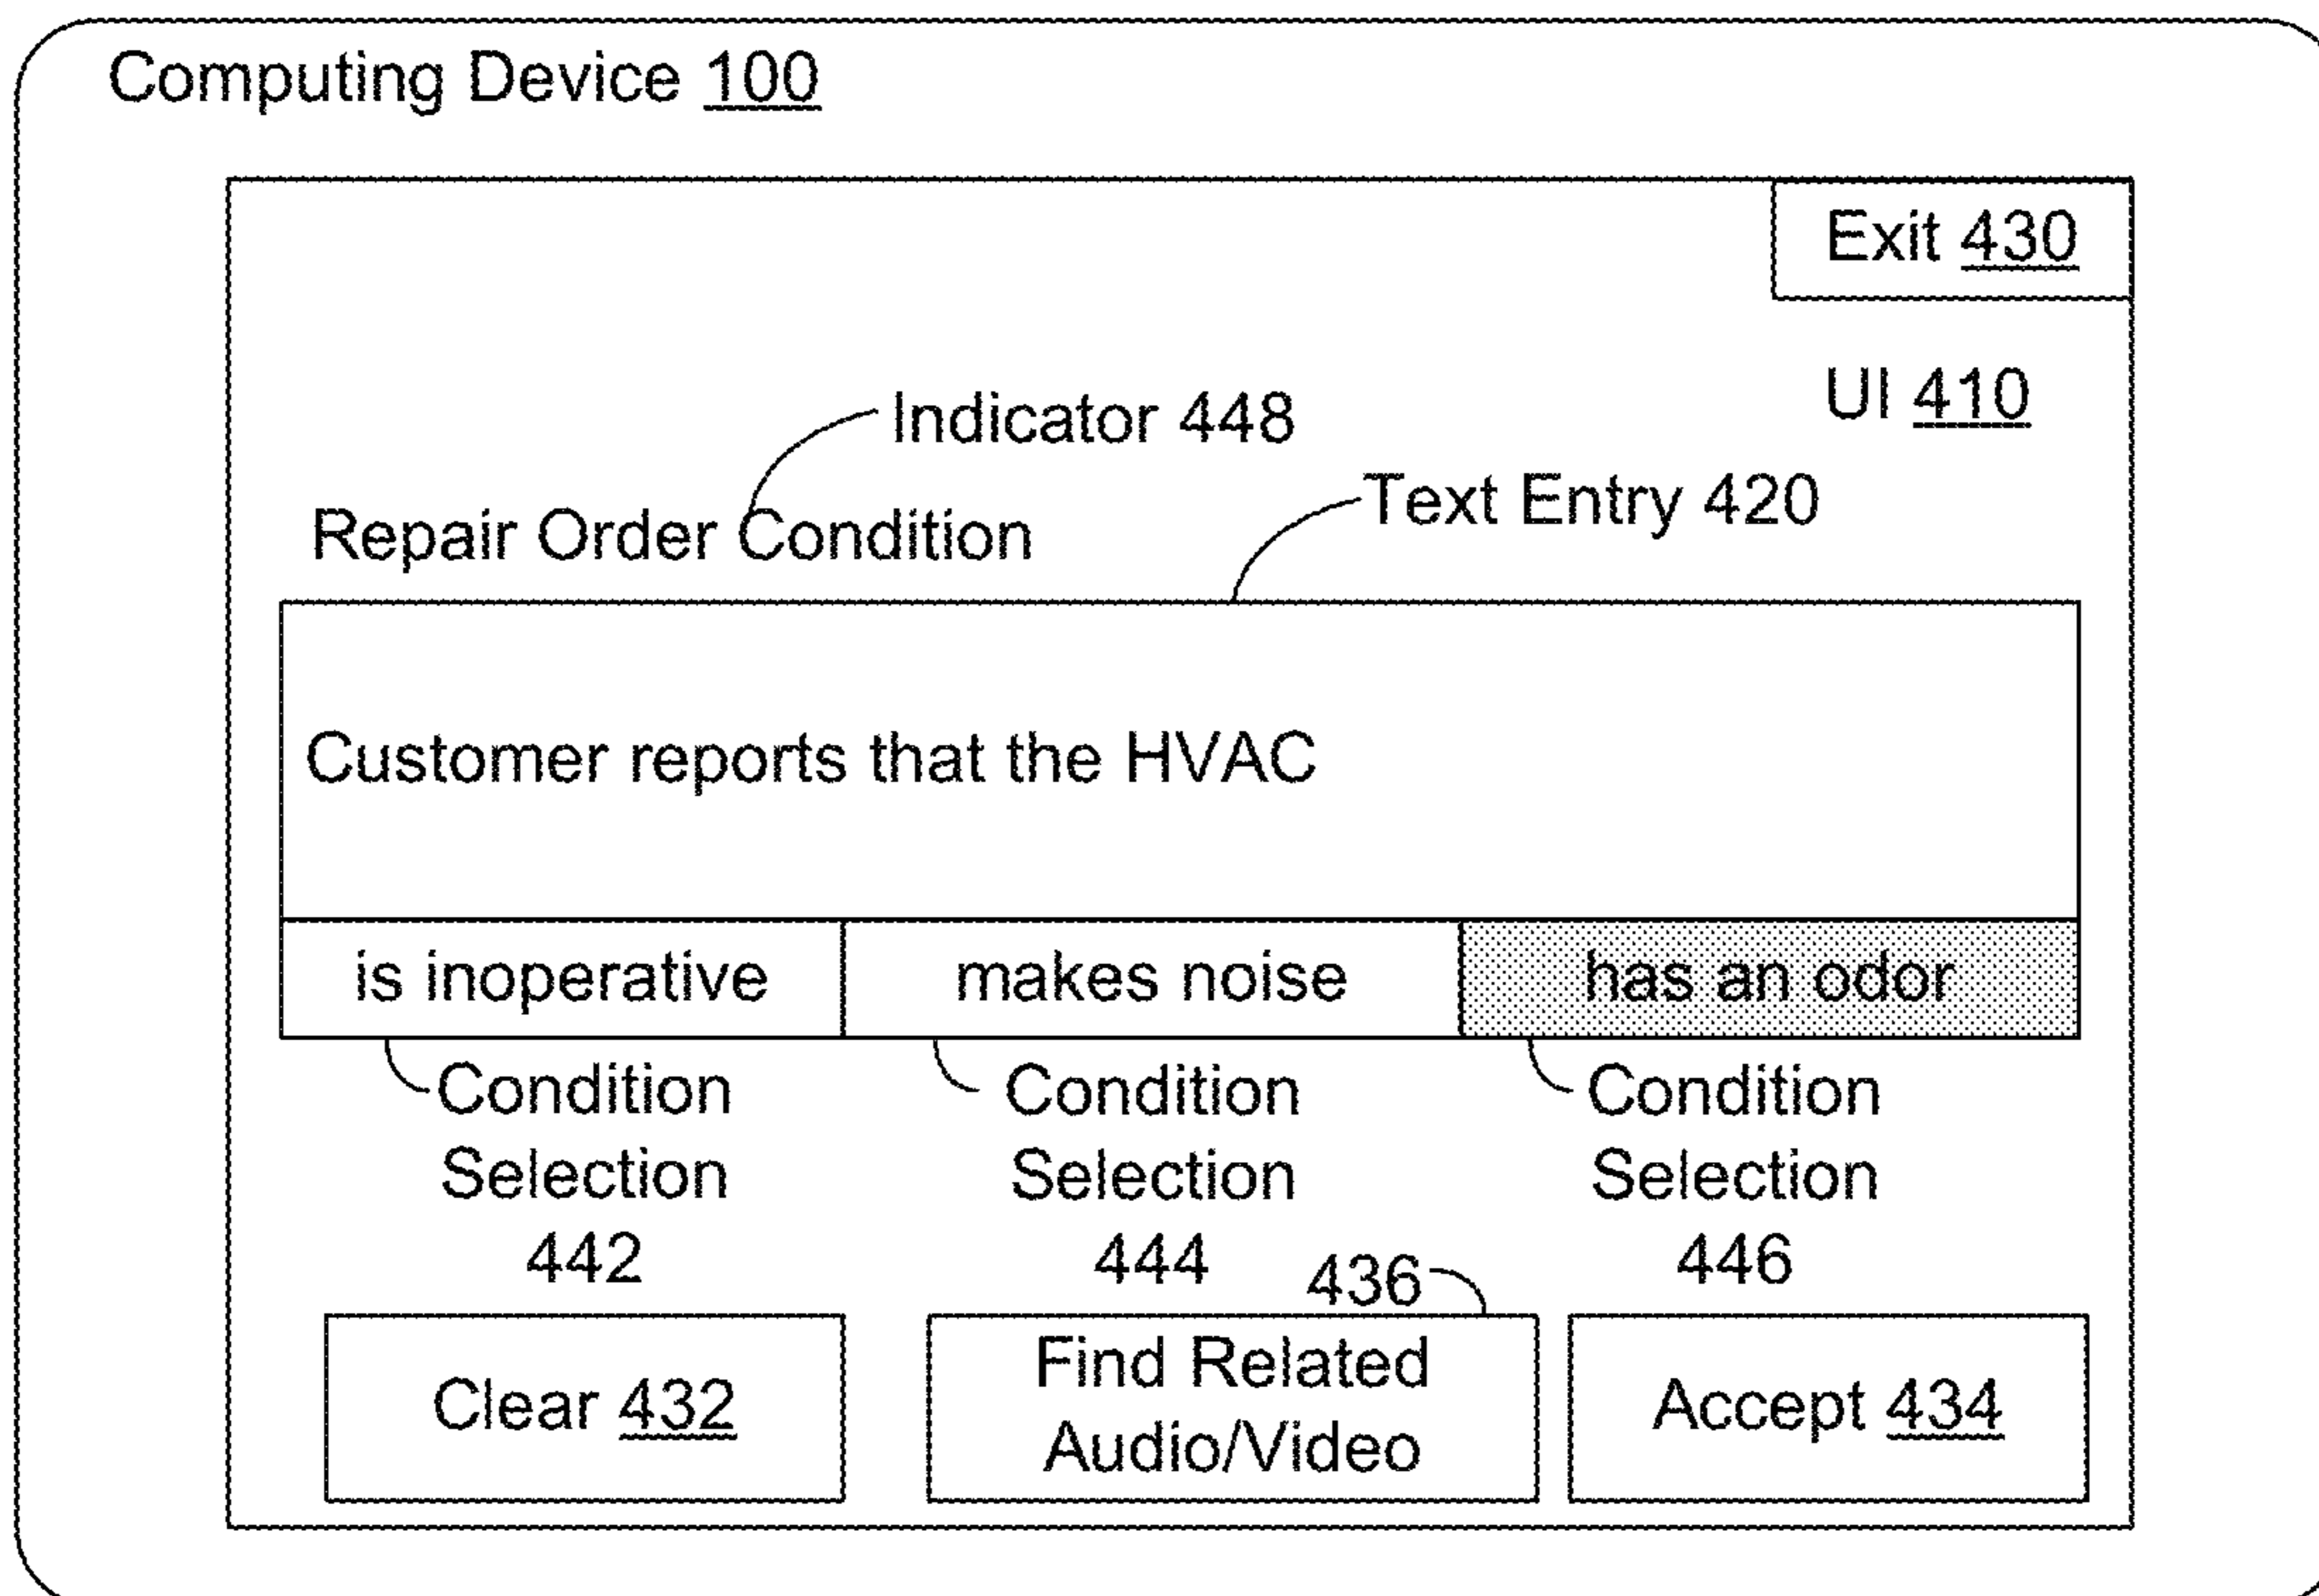 Computing Device 100
Exit 430
UI 410
Indicator 448
Text Entry 420
Repair Order Condition
Customer reports that the HVAC
is inoperative makes noise has an odor
Condition Condition Condition
Selection Selection Selection
442 444 446
436
Clear 432
Find Related
Audio/Video
Accept 434